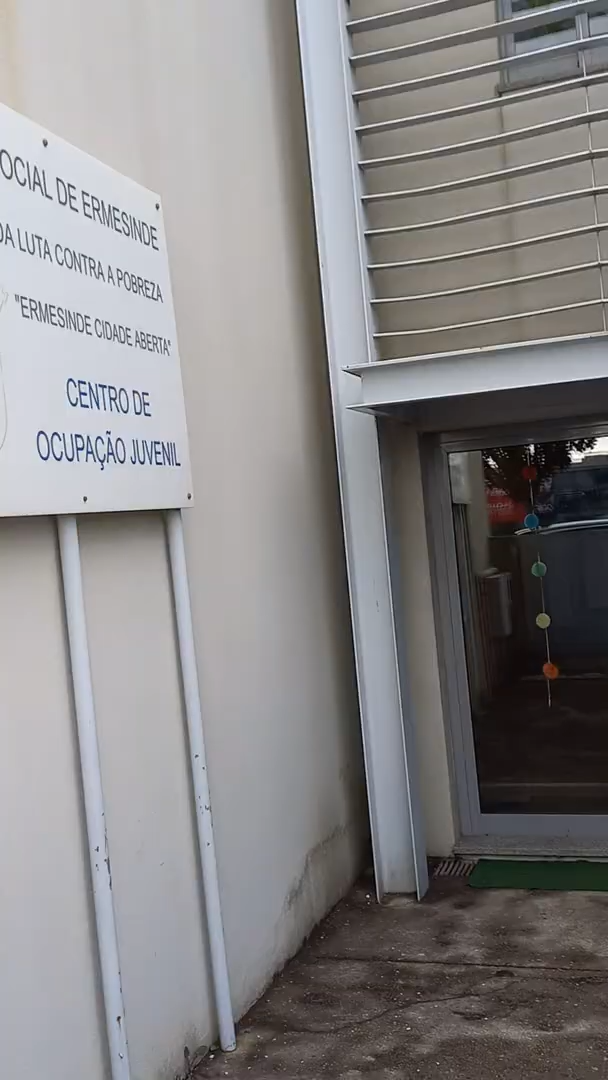 OCIAL DE ERMESINDE
DA LUTA CONTRA A POBREZA
"ERMESINDE CIDADE ABERTA"
CENTRO DE
OCUPAÇÃO JUVENIL